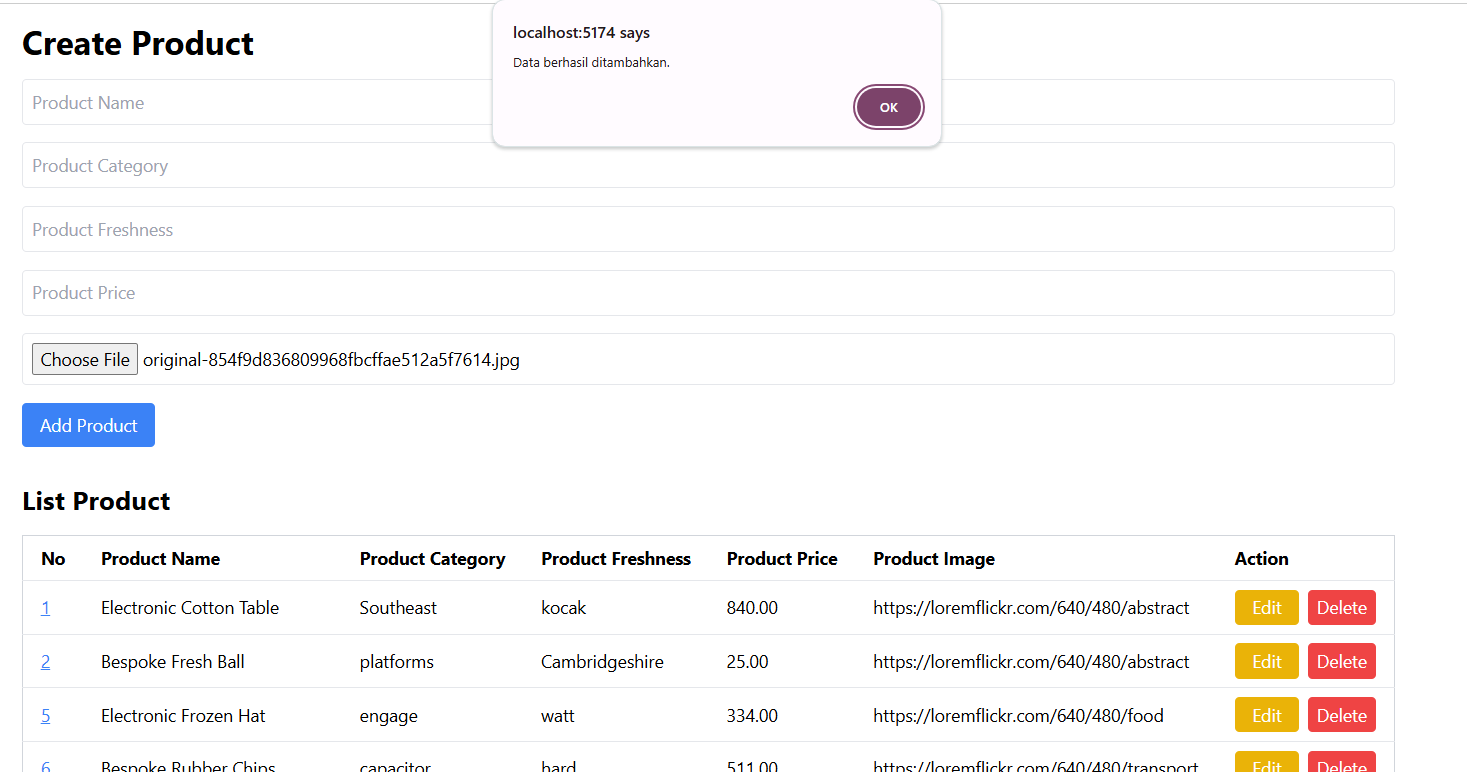 localhost:5174 says
Data berhasil ditambahkan.
OK
Create Product
Product Name
Product Category
Product Freshness
Product Price
Choose File original-854f9d836809968fbcffae512a5f7614.jpg
Add Product
List Product
No Product Name Product Category Product Freshness Product Price Product Image Action
1 Electronic Cotton Table Southeast kocak 840.00 https://loremflickr.com/640/480/abstract Edit Delete
2 Bespoke Fresh Ball platforms Cambridgeshire 25.00 https://loremflickr.com/640/480/abstract Edit Delete
5 Electronic Frozen Hat engage watt 334.00 https://loremflickr.com/640/480/food Edit Delete
6 Bespoke Rubber Chips capacitor hard 511.00 https://loremflickr.com/640/480/transport Edit Delete